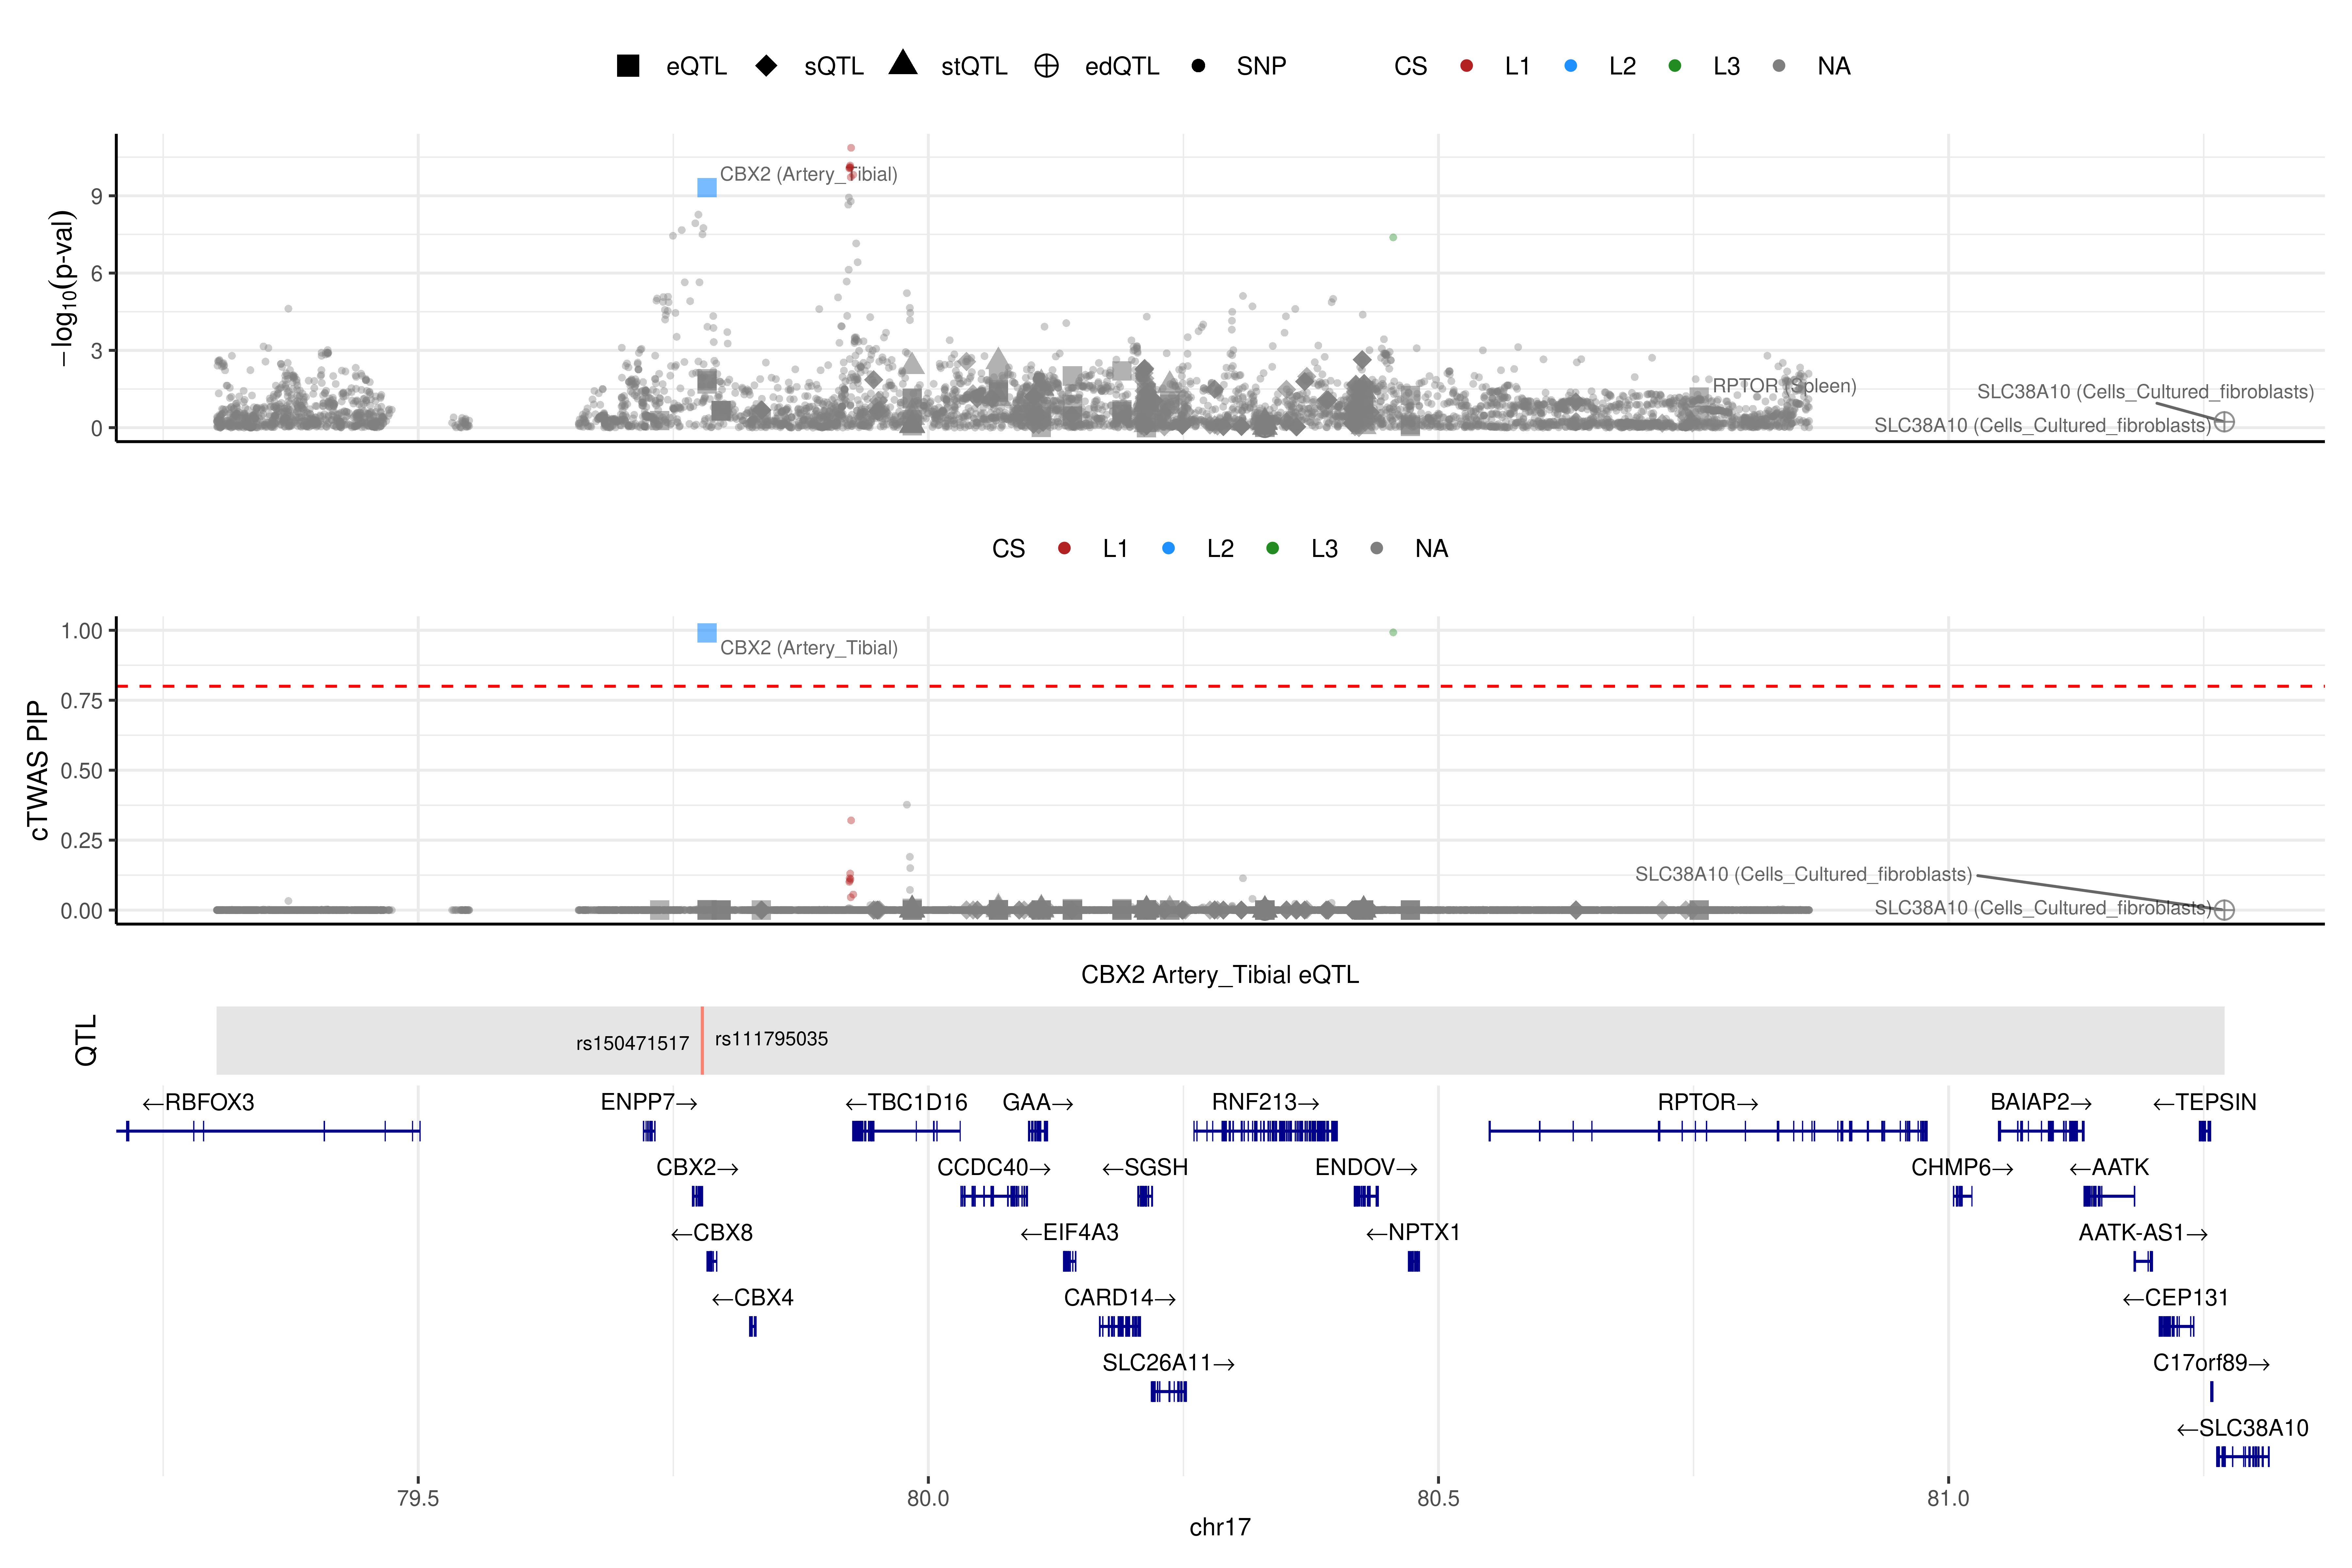 eQTL sQTL stQTL edQTL SNP CS L1 L2 L3 NA
−log10(p-val)
9
6
3
0
CBX2 (Artery_Tibial)
RPTOR (Spleen)
SLC38A10 (Cells_Cultured_fibroblasts)
SLC38A10 (Cells_Cultured_fibroblasts)
CS L1 L2 L3 NA
cTWAS PIP
1.00
0.75
0.50
0.25
0.00
CBX2 (Artery_Tibial)
SLC38A10 (Cells_Cultured_fibroblasts)
SLC38A10 (Cells_Cultured_fibroblasts)
CBX2 Artery_Tibial eQTL
QTL
rs150471517 rs111795035
←RBFOX3 ENPP7→ ←TBC1D16 GAA→ RNF213→ RPTOR→ BAIAP2→ ←TEPSIN
CBX2→ CCDC40→ ←SGSH ENDOV→ CHMP6→ ←AATK
←CBX8 ←EIF4A3 ←NPTX1 AATK-AS1→
←CBX4 CARD14→ ←CEP131
SLC26A11→ C17orf89→
←SLC38A10
79.5 80.0 80.5 81.0
chr17